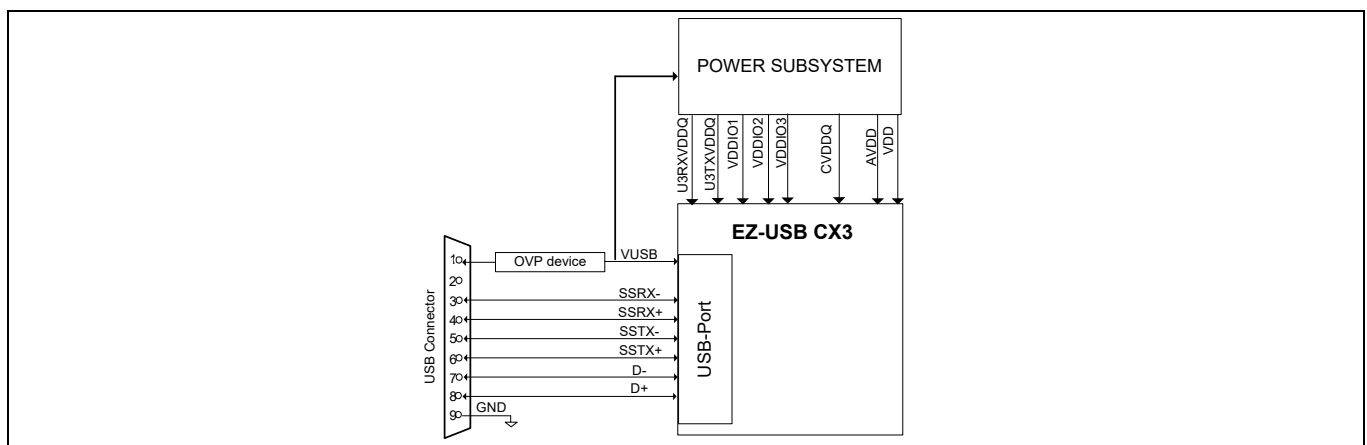 POWER SUBSYSTEM
U3RXVDDQ
U3TXVDDQ
VDDIO1
VDDIO2
VDDIO3
CVDDQ
AVDD
VDD
EZ-USB CX3
USB Connector
1
OVP device
VUSB
2
3
SSRX-
4
SSRX+
5
SSTX-
6
SSTX+
7
D-
8
D+
9
GND
USB-Port